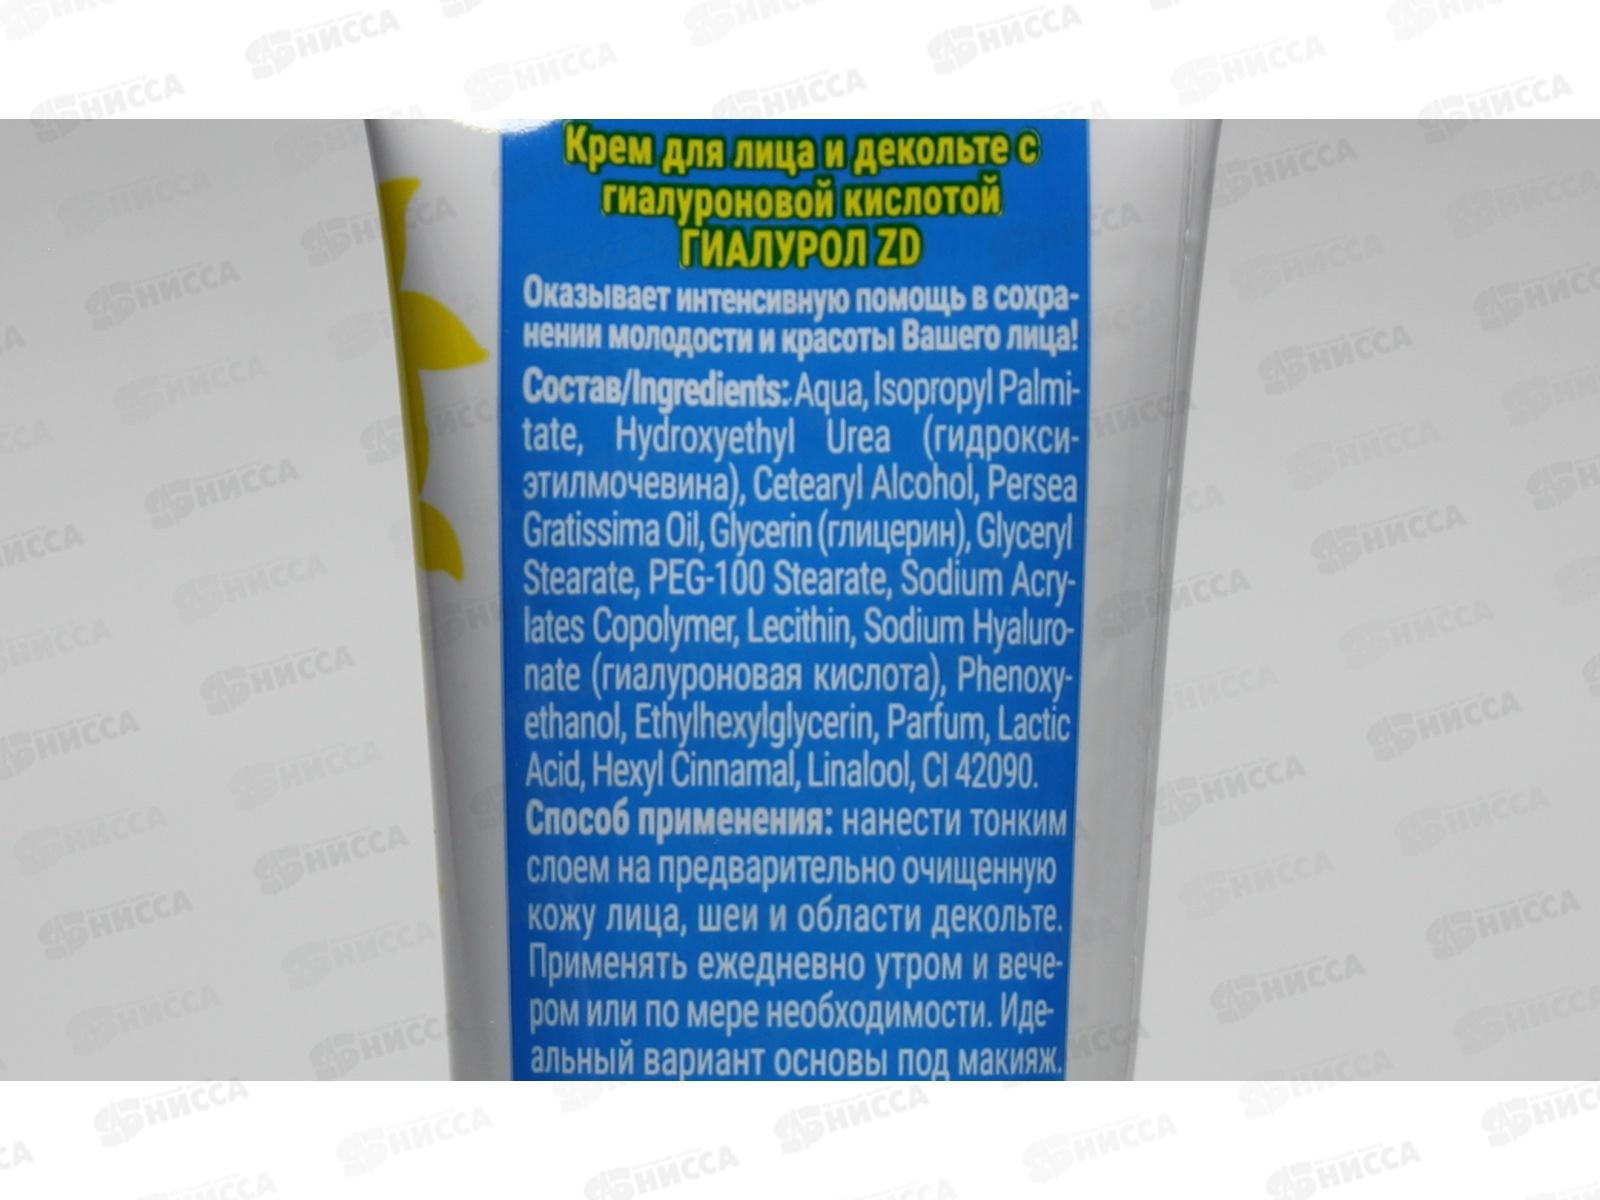 Крем для лица и декольте с
гиалуроновой кислотой
ГИАЛУРОЛ ZD
Оказывает интенсивную помощь в сохра-
нении молодости и красоты Вашего лица!
Состав/Ingredients: Aqua, Isopropyl Palmi-
tate, Hydroxyethyl Urea (гидрокси-
этилмочевина), Cetearyl Alcohol, Persea
Gratissima Oil, Glycerin (глицерин), Glyceryl
Stearate, PEG-100 Stearate, Sodium Acry-
lates Copolymer, Lecithin, Sodium Hyaluro-
nate (гиалуроновая кислота), Phenoxy-
ethanol, Ethylhexylglycerin, Parfum, Lactic
Acid, Hexyl Cinnamal, Linalool, CI 42090.
Способ применения: нанести тонким
слоем на предварительно очищенную
кожу лица, шеи и области декольте.
Применять ежедневно утром и вече-
ром или по мере необходимости. Иде-
альный вариант основы под макияж.